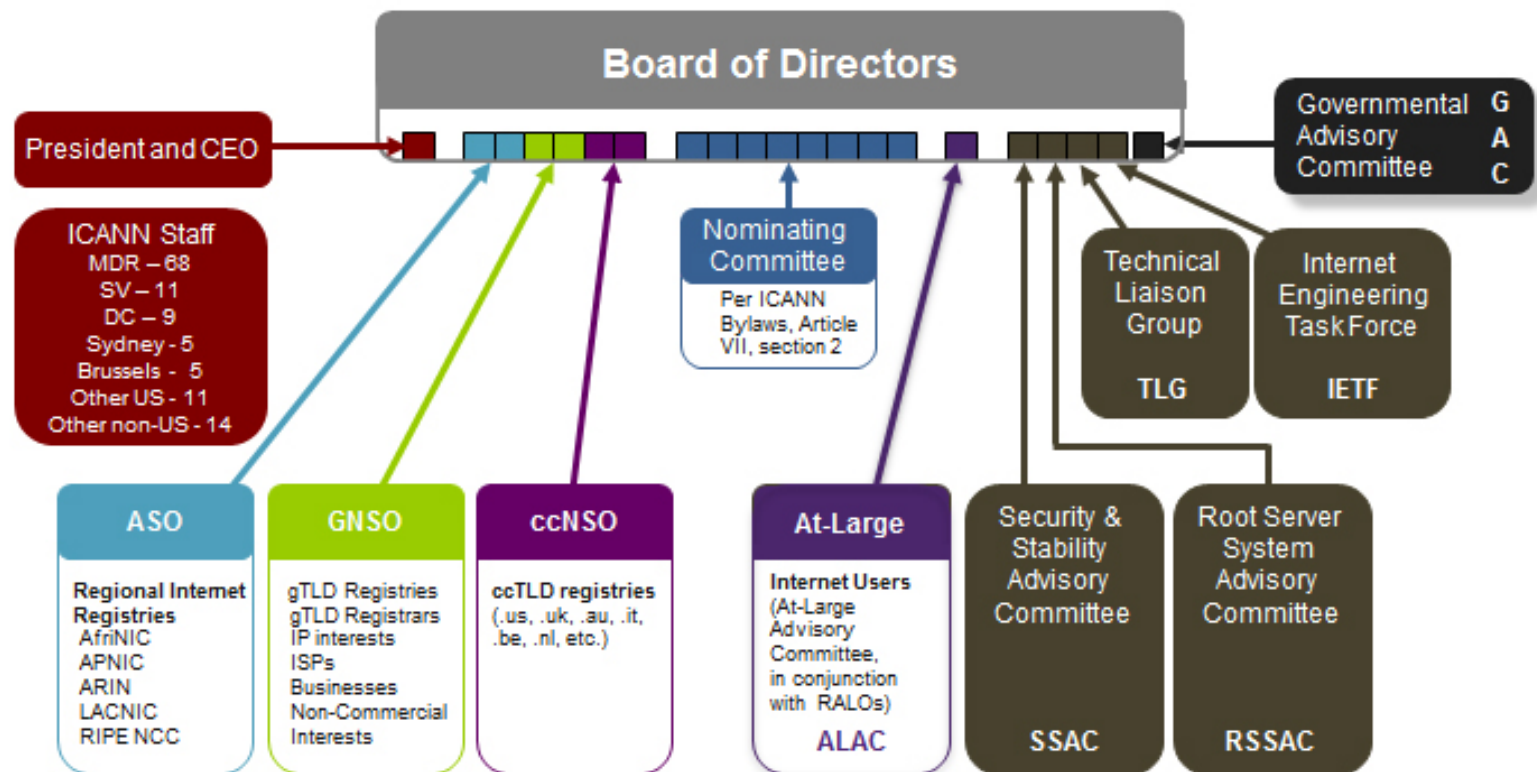 Board of Directors
President and CEO
Governmental G
Advisory A
Committee C
ICANN Staff
MDR – 68
SV – 11
DC – 9
Sydney - 5
Brussels - 5
Other US - 11
Other non-US - 14
Nominating
Committee
Per ICANN
Bylaws, Article
VII, section 2
Technical
Liaison
Group
TLG
Internet
Engineering
Task Force
IETF
ASO
Regional Internet
Registries
AfriNIC
APNIC
ARIN
LACNIC
RIPE NCC
GNSO
gTLD Registries
gTLD Registrars
IP interests
ISPs
Businesses
Non-Commercial
Interests
ccNSO
ccTLD registries
(.us, .uk, .au, .it,
.be, .nl, etc.)
At-Large
Internet Users
(At-Large
Advisory
Committee,
in conjunction
with RALOs)
ALAC
Security &
Stability
Advisory
Committee
SSAC
Root Server
System
Advisory
Committee
RSSAC